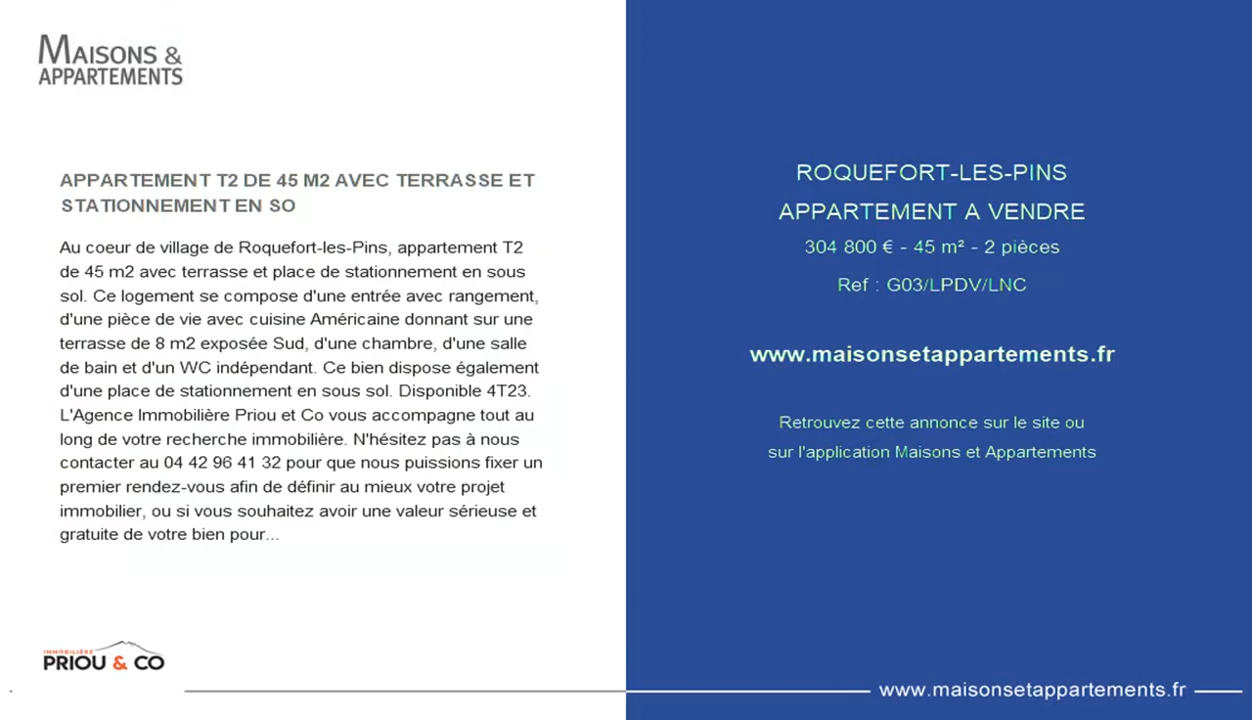 MAISONS &
APPARTEMENTS
APPARTEMENT T2 DE 45 M2 AVEC TERRASSE ET
STATIONNEMENT EN SO
Au coeur de village de Roquefort-les-Pins, appartement T2
de 45 m2 avec terrasse et place de stationnement en sous
sol. Ce logement se compose d'une entrée avec rangement,
d'une pièce de vie avec cuisine Américaine donnant sur une
terrasse de 8 m2 exposée Sud, d'une chambre, d'une salle
de bain et d'un WC indépendant. Ce bien dispose également
d'une place de stationnement en sous sol. Disponible 4T23.
L'Agence Immobilière Priou et Co vous accompagne tout au
long de votre recherche immobilière. N'hésitez pas à nous
contacter au 04 42 96 41 32 pour que nous puissions fixer un
premier rendez-vous afin de définir au mieux votre projet
immobilier, ou si vous souhaitez avoir une valeur sérieuse et
gratuite de votre bien pour...
IMMOBILIÈRE
PRIOU & CO
ROQUEFORT-LES-PINS
APPARTEMENT A VENDRE
304 800 € - 45 m² - 2 pièces
Ref : G03/LPDV/LNC
www.maisonsetappartements.fr
Retrouvez cette annonce sur le site ou
sur l'application Maisons et Appartements
www.maisonsetappartements.fr